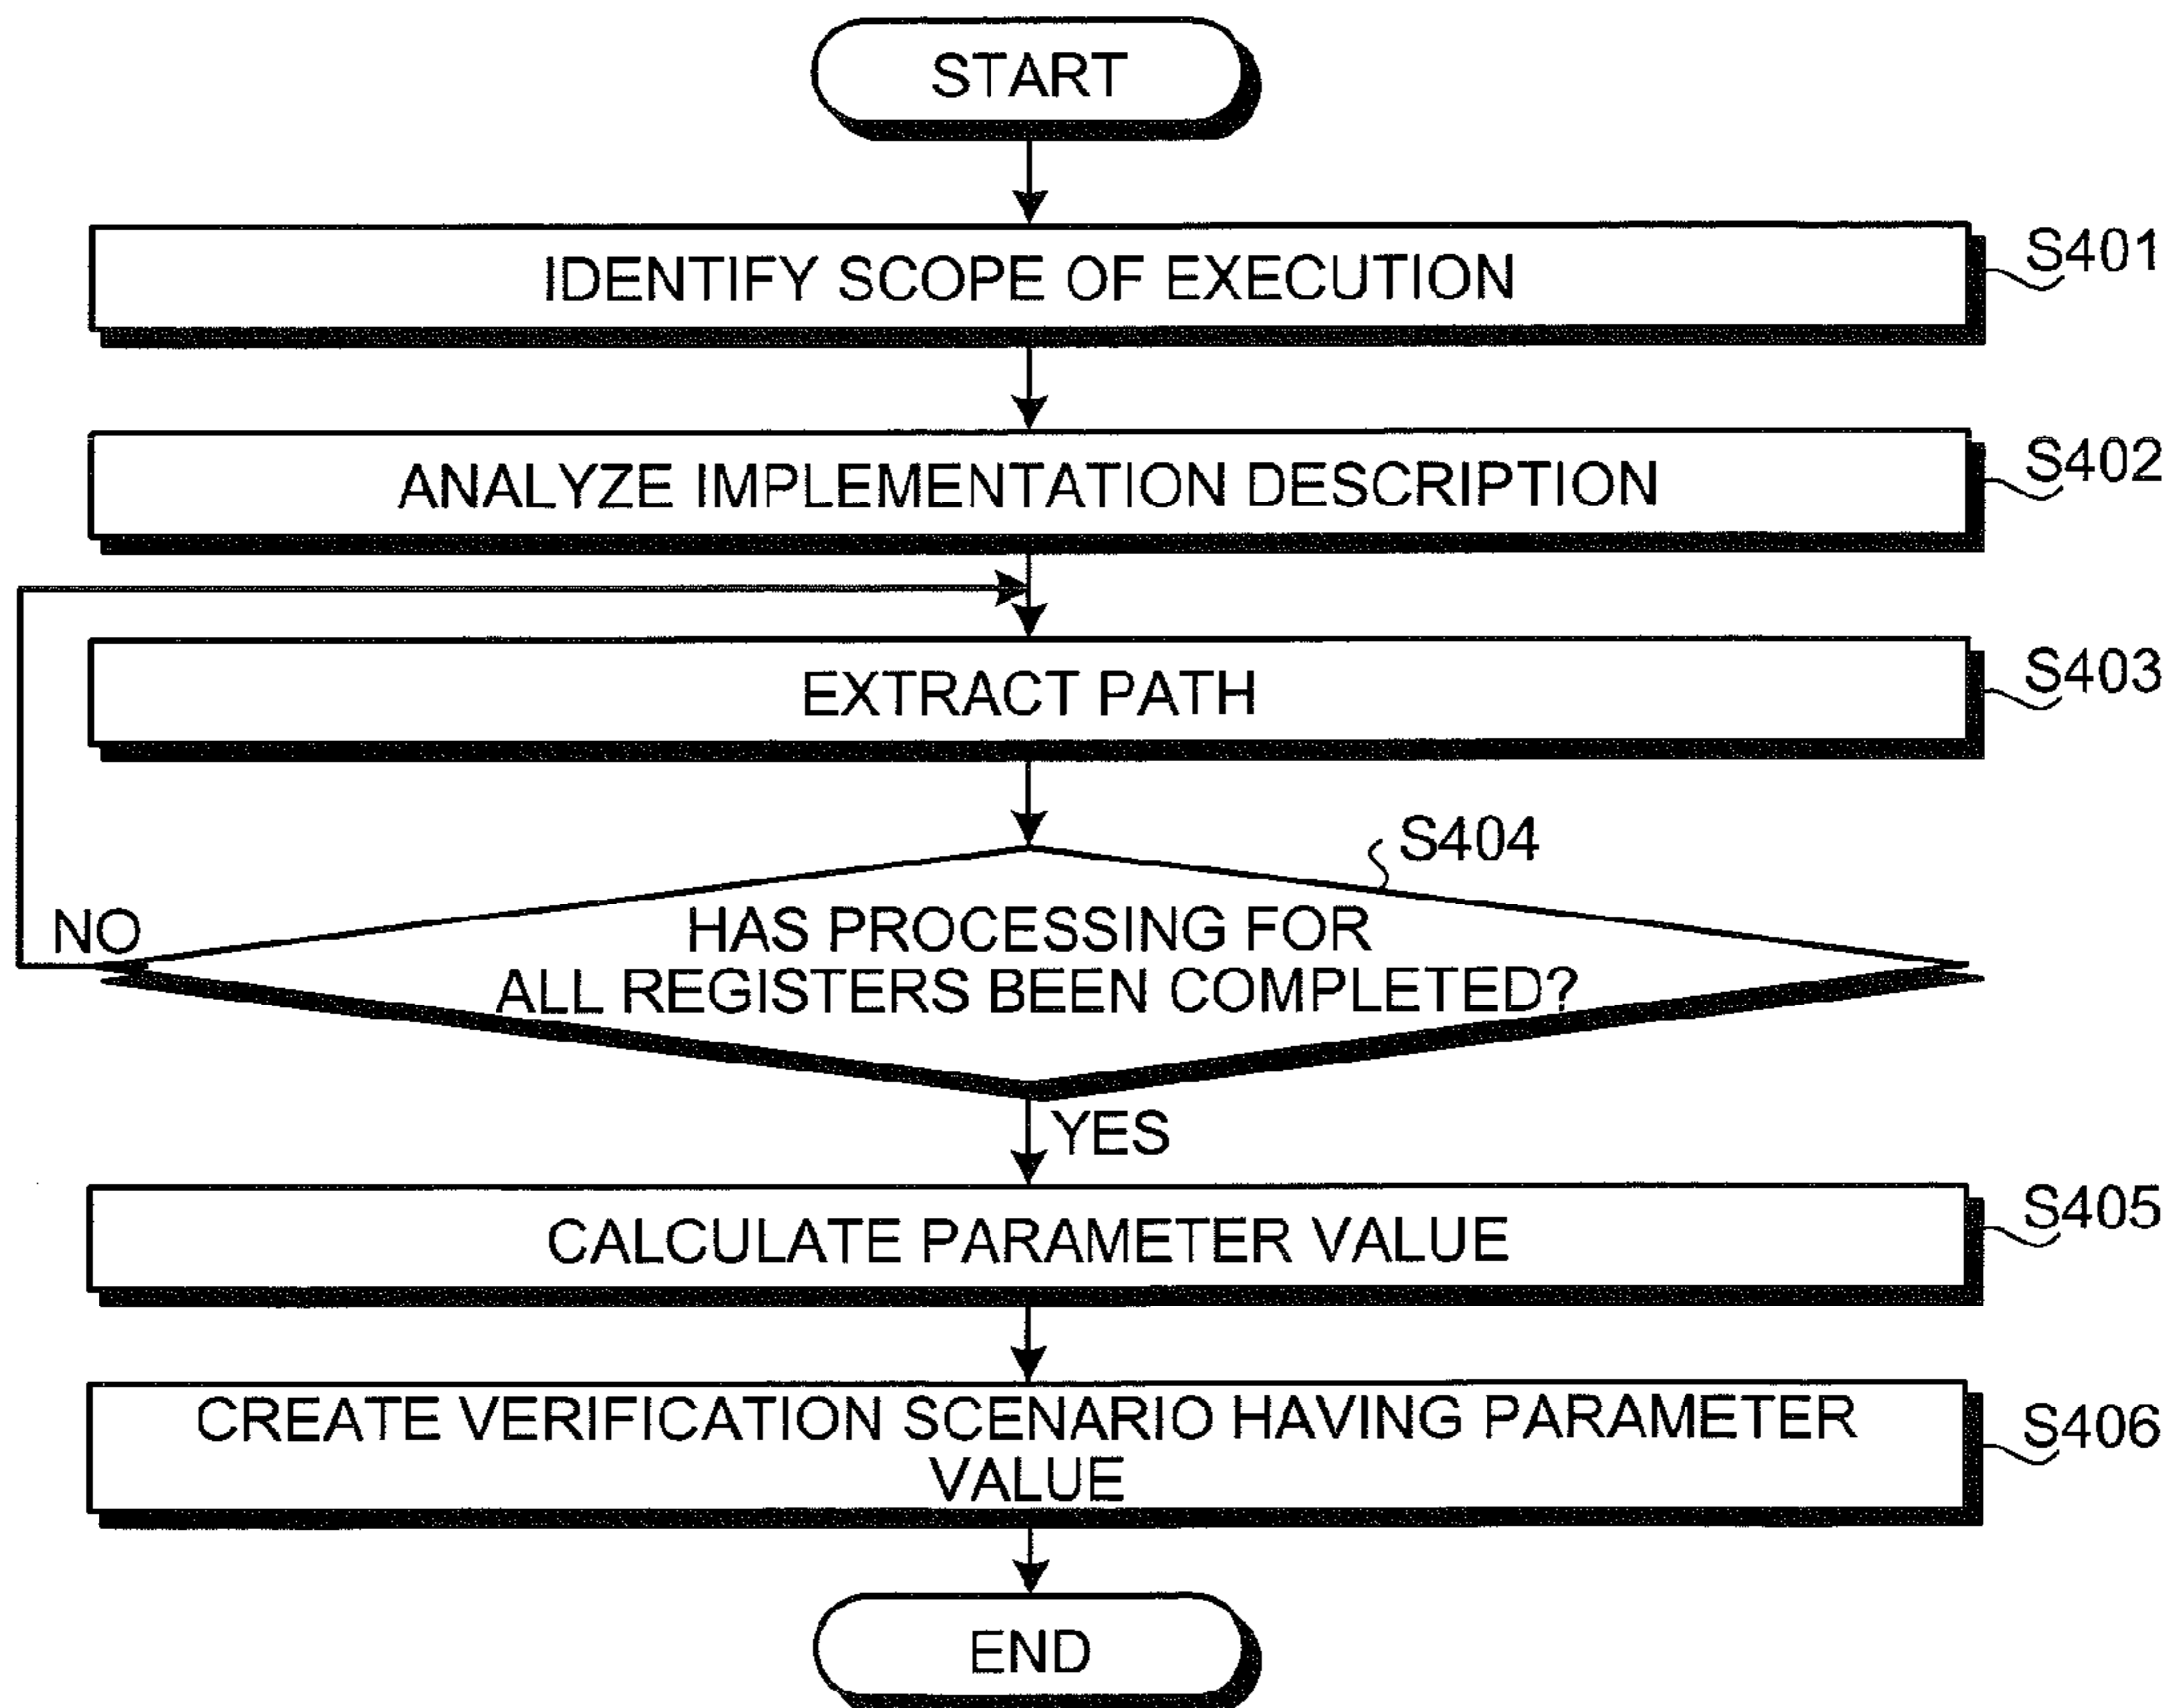 START
IDENTIFY SCOPE OF EXECUTION
S401
ANALYZE IMPLEMENTATION DESCRIPTION
S402
EXTRACT PATH
S403
S404
NO
HAS PROCESSING FOR
ALL REGISTERS BEEN COMPLETED?
YES
CALCULATE PARAMETER VALUE
S405
CREATE VERIFICATION SCENARIO HAVING PARAMETER
VALUE
S406
END